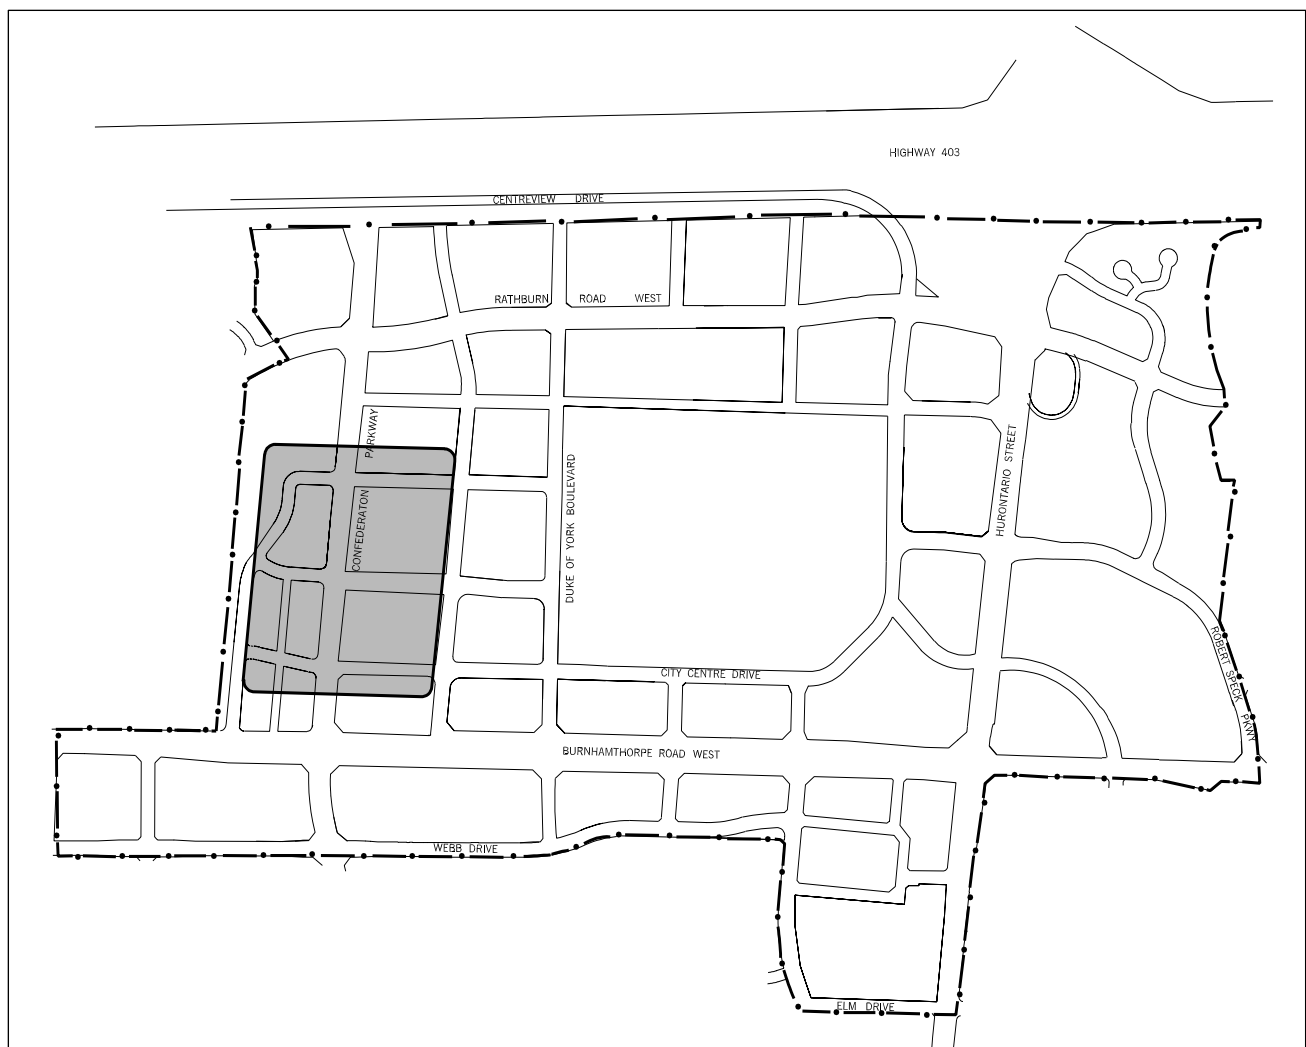 HIGHWAY 403
CENTREVIEW DRIVE
RATHBURN ROAD WEST
PARKWAY
CONFEDERATON
DUKE OF YORK BOULEVARD
HURONTARIO STREET
ROBERT SPECK PKWY
CITY CENTRE DRIVE
BURNHAMTHORPE ROAD WEST
WEBB DRIVE
ELM DRIVE